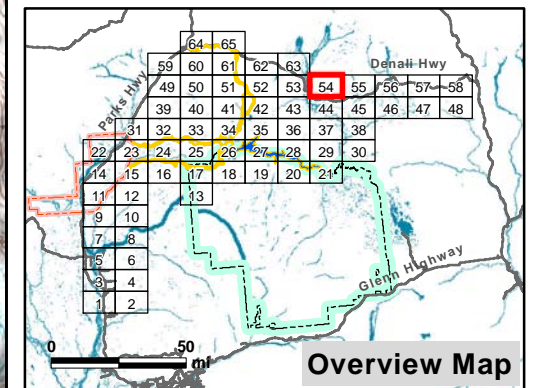 64 65
59 60 61 62 63 Denali Hwy
49 50 51 52 53 54 55 56 57 58
Parks Hwy 39 40 41 42 43 44 45 46 47 48
31 32 33 34 35 36 37 38
22 23 24 25 26 27 28 29 30
14 15 16 17 18 19 20 21
11 12 13
9 10
7 8
5 6
Glenn Highway
3 4
1 2
0 50
mi
Overview Map